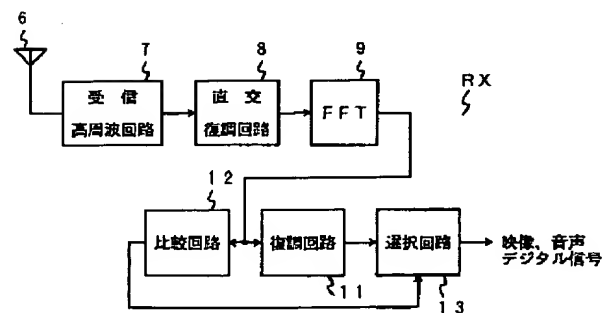 6
7
8
9
RX
受信
高周波回路
直交
復調回路
FFT
12
比較回路
復調回路
選択回路
映像、音声
デジタル信号
11
13